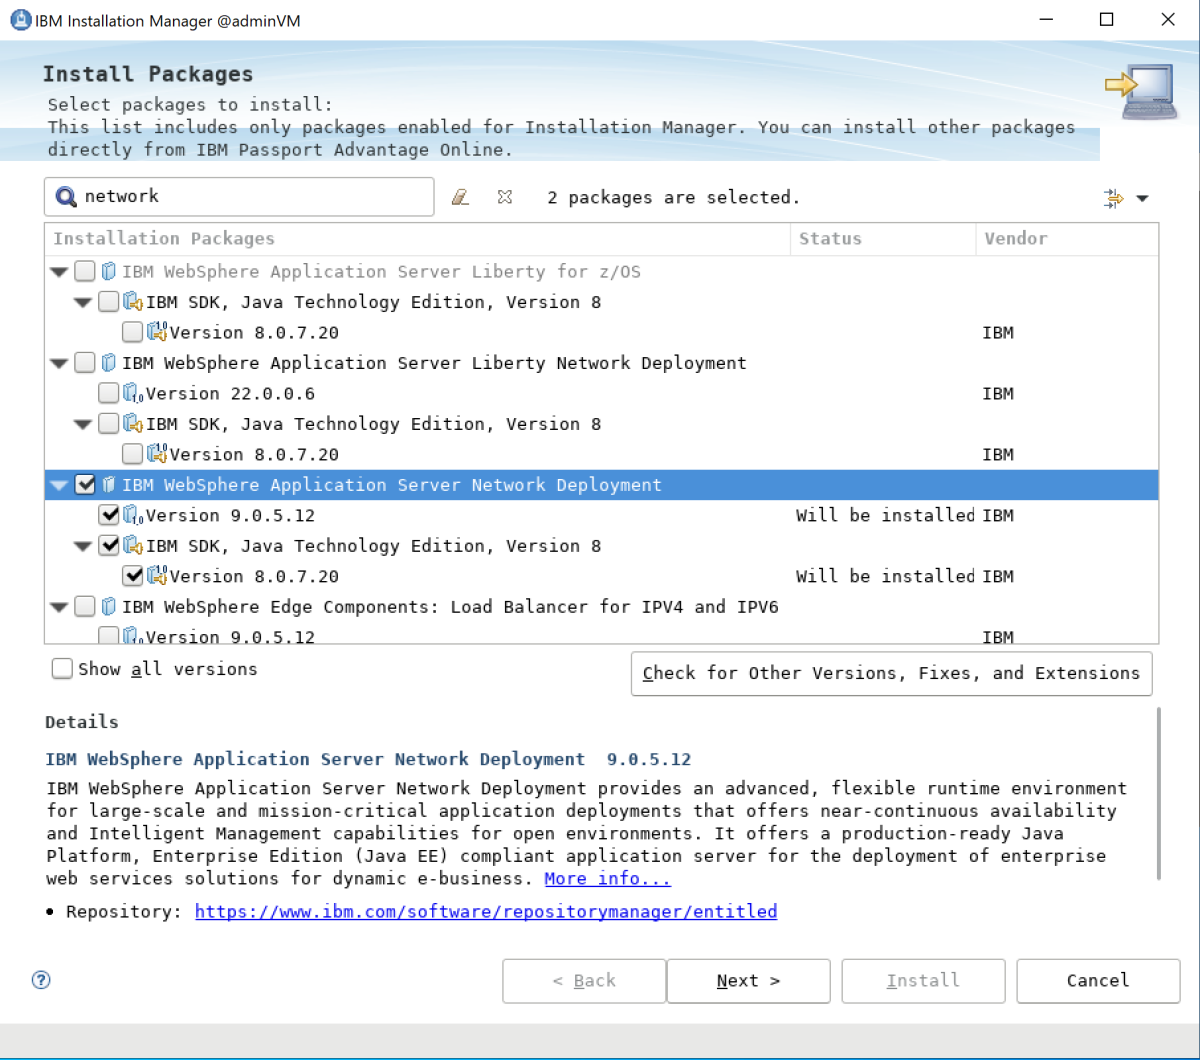 IBM Installation Manager @adminVM
Install Packages
Select packages to install:
This list includes only packages enabled for Installation Manager. You can install other packages
directly from IBM Passport Advantage Online.
network
2 packages are selected.
Installation Packages Status Vendor
IBM WebSphere Application Server Liberty for z/OS
IBM SDK, Java Technology Edition, Version 8
Version 8.0.7.20 IBM
IBM WebSphere Application Server Liberty Network Deployment
Version 22.0.0.6 IBM
IBM SDK, Java Technology Edition, Version 8
Version 8.0.7.20 IBM
IBM WebSphere Application Server Network Deployment
Version 9.0.5.12 Will be installed IBM
IBM SDK, Java Technology Edition, Version 8
Version 8.0.7.20 Will be installed IBM
IBM WebSphere Edge Components: Load Balancer for IPV4 and IPV6
Version 9.0.5.12 IBM
Show all versions
Check for Other Versions, Fixes, and Extensions
Details
IBM WebSphere Application Server Network Deployment 9.0.5.12
IBM WebSphere Application Server Network Deployment provides an advanced, flexible runtime environment
for large-scale and mission-critical application deployments that offers near-continuous availability
and Intelligent Management capabilities for open environments. It offers a production-ready Java
Platform, Enterprise Edition (Java EE) compliant application server for the deployment of enterprise
web services solutions for dynamic e-business. More info...
• Repository: https://www.ibm.com/software/repositorymanager/entitled
? < Back Next > Install Cancel